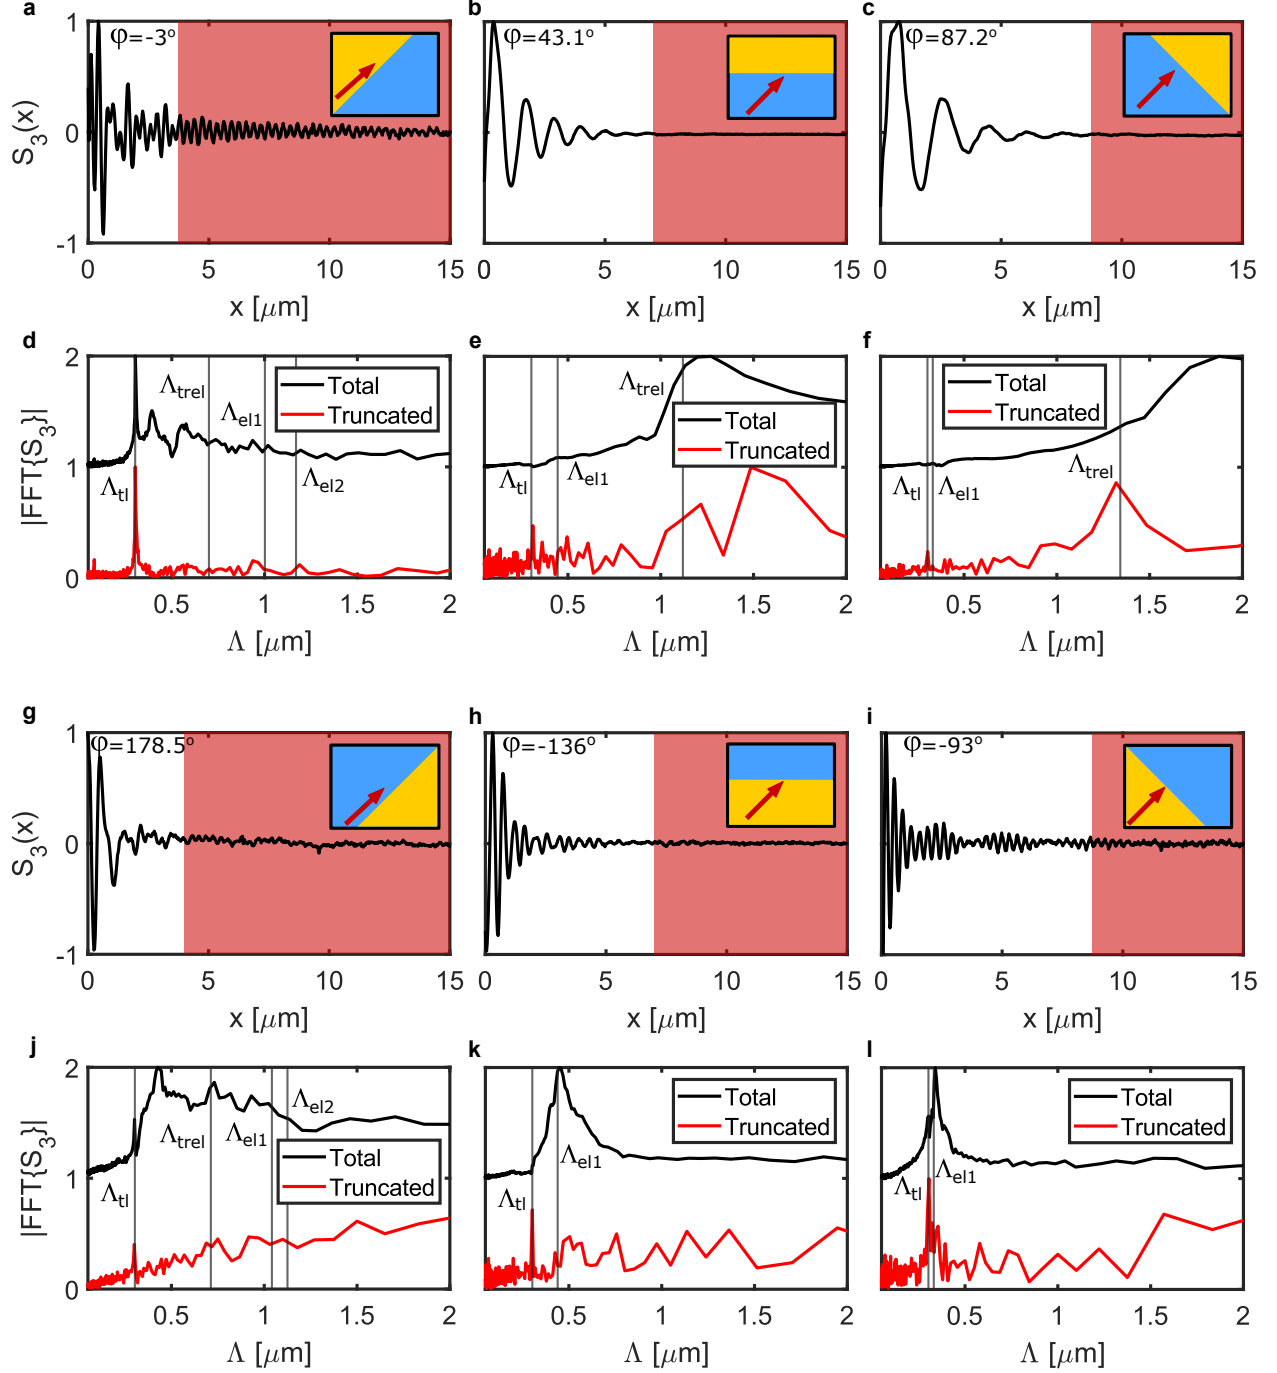 a
b
c
φ=-3°
φ=43.1°
φ=87.2°
S₃(x)
1
0
-1
0 5 10 15
0 5 10 15
0 5 10 15
x [μm]
x [μm]
x [μm]
d
e
f
|FFT{S₃}|
2
1
0
Λtrel
Λel1
Λtl
Λel2
Total
Truncated
Λtrel
Λtl
Λel1
Total
Truncated
Total
Truncated
Λtl
Λel1
Λtrel
0.5 1 1.5 2
0 0.5 1 1.5 2
0 0.5 1 1.5 2
Λ [μm]
Λ [μm]
Λ [μm]
g
h
i
φ=178.5°
φ=-136°
φ=-93°
S₃(x)
1
0
-1
0 5 10 15
0 5 10 15
0 5 10 15
x [μm]
x [μm]
x [μm]
j
k
l
|FFT{S₃}|
2
1
0
Λtl
Λtrel
Λel1
Λel2
Total
Truncated
Total
Truncated
Λtl
Λel1
Total
Truncated
Λtl
Λel1
0.5 1 1.5 2
0.5 1 1.5 2
0.5 1 1.5 2
Λ [μm]
Λ [μm]
Λ [μm]